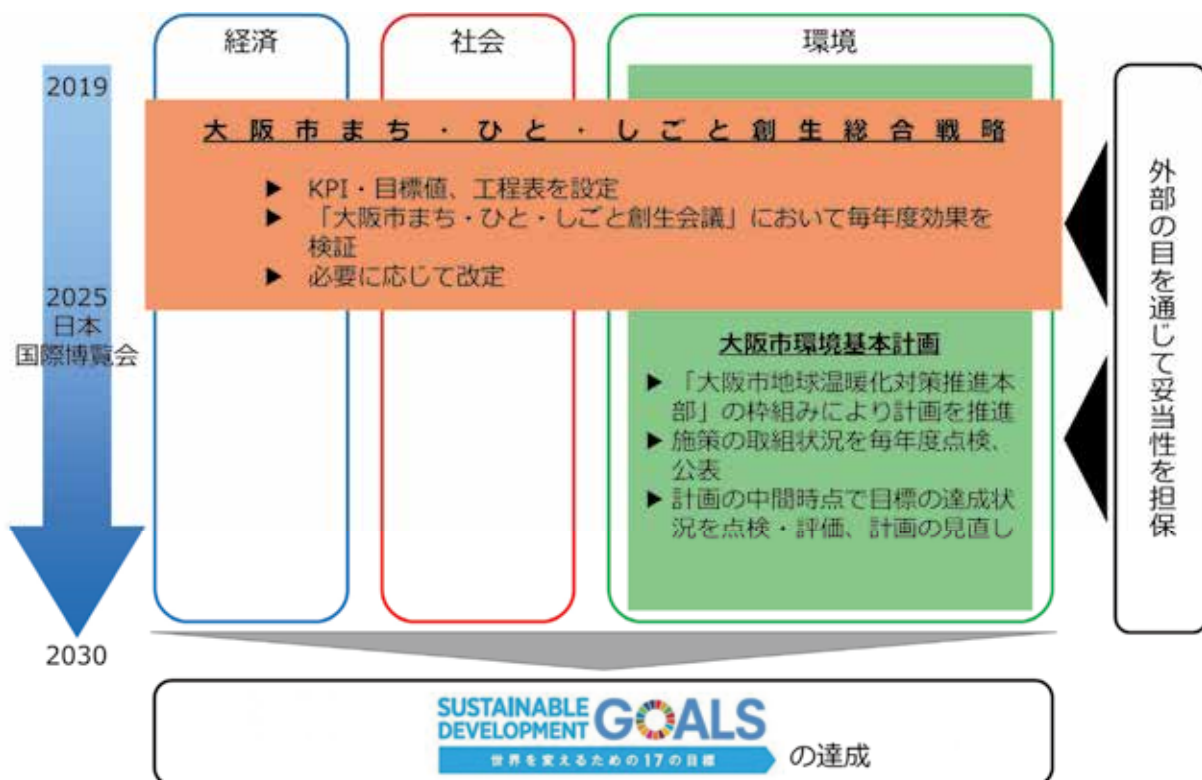 経済
社会
環境
2019
大阪市まち・ひと・しごと創生総合戦略
▶ KPI・目標値、工程表を設定
▶ 「大阪市まち・ひと・しごと創生会議」において毎年度効果を
検証
▶ 必要に応じて改定
2025
日本
国際博覧会
大阪市環境基本計画
▶ 「大阪市地球温暖化対策推進本
部」の枠組みにより計画を推進
▶ 施策の取組状況を毎年度点検、
公表
▶ 計画の中間時点で目標の達成状
況を点検・評価、計画の見直し
外部の目を通じて妥当性を担保
2030
SUSTAINABLE
DEVELOPMENT GOALS
世界を変えるための17の目標
の達成